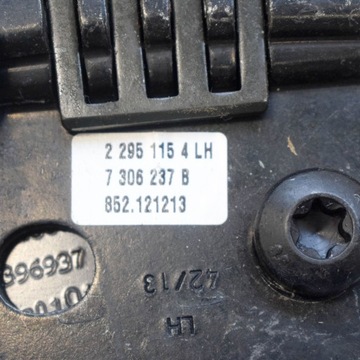 2 295 115 4 LH
7 306 237 B
852.121213
396937
42/13
LH